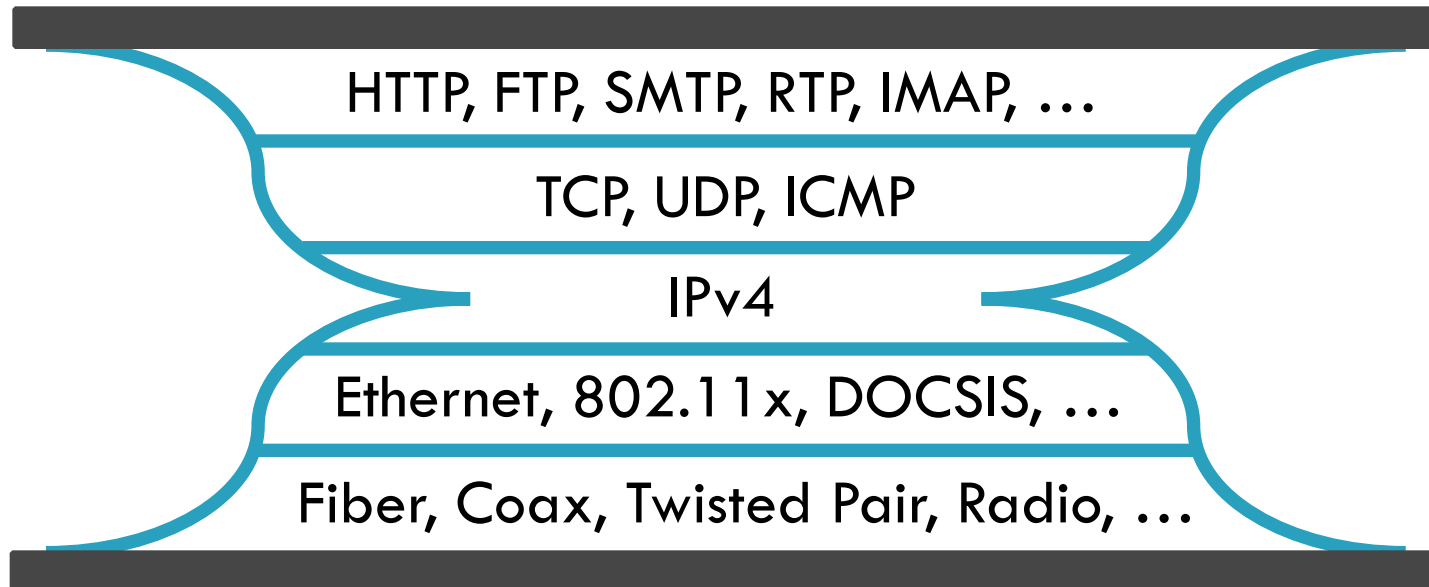 HTTP, FTP, SMTP, RTP, IMAP, …
TCP, UDP, ICMP
IPv4
Ethernet, 802.11x, DOCSIS, …
Fiber, Coax, Twisted Pair, Radio, …